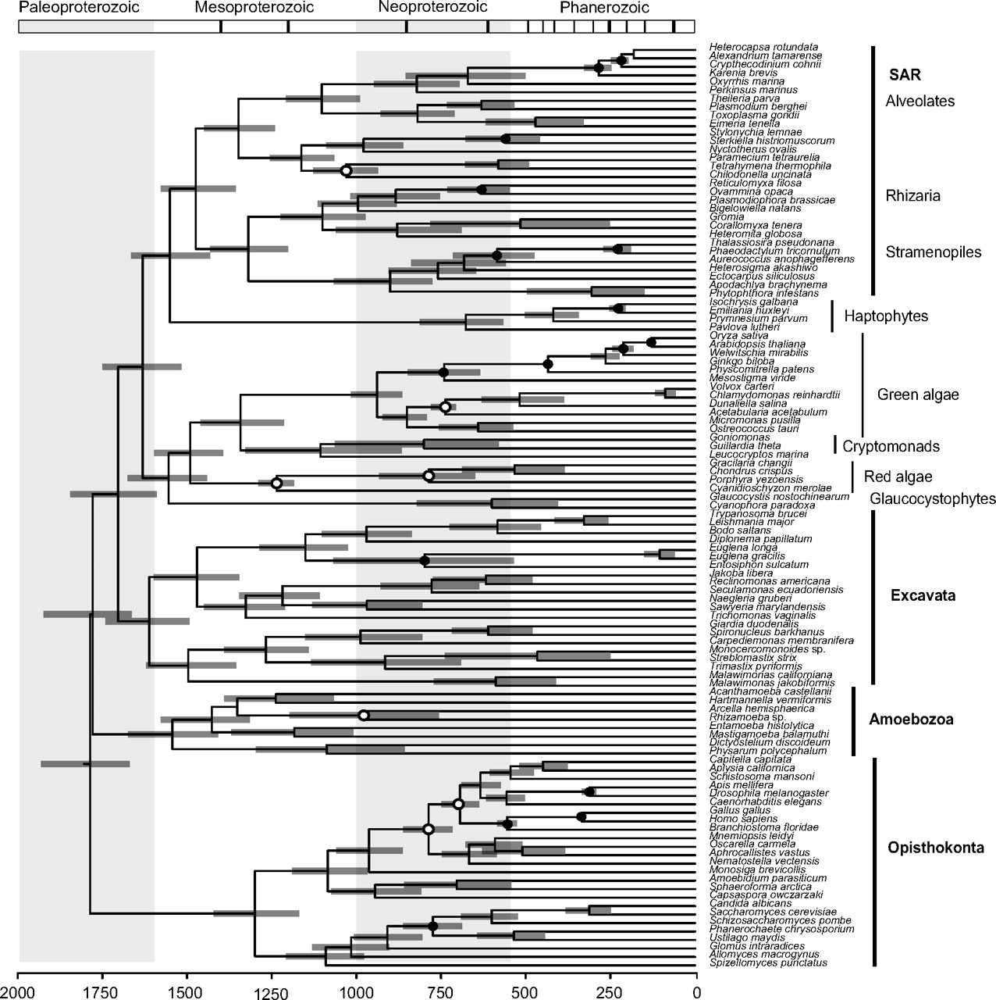 Paleoproterozoic Mesoproterozoic Neoproterozoic Phanerozoic
Heterocapsa rotundata
Alexandrium tamarense
Crypthecodinium cohnii
Karenia brevis
SAR
Oxyrrhis marina
Perkinsus marinus
Theileria parva
Alveolates
Plasmodium berghei
Toxoplasma gondii
Eimeria tenella
Stylonychia lemnae
Sterkiella histriomuscorum
Nyctotherus ovalis
Paramecium tetraurelia
Tetrahymena thermophila
Chilodonella uncinata
Reticulomyxa filosa
Ovammina opaca
Rhizaria
Plasmodiophora brassicae
Bigelowiella natans
Gromia
Corallomyxa tenera
Heteromita globosa
Thalassiosira pseudonana
Phaeodactylum tricornutum
Stramenopiles
Aureococcus anophagefferens
Heterosigma akashiwo
Ectocarpus siliculosus
Apodachlya brachynema
Phytophthora infestans
Isochrysis galbana
Emiliania huxleyi
Haptophytes
Prymnesium parvum
Pavlova lutheri
Oryza sativa
Arabidopsis thaliana
Welwitschia mirabilis
Ginkgo biloba
Physcomitrella patens
Mesostigma viride
Volvox carteri
Chlamydomonas reinhardtii
Green algae
Dunaliella salina
Acetabularia acetabulum
Micromonas pusilla
Ostreococcus tauri
Goniomonas
Guillardia theta
Cryptomonads
Leucocryptos marina
Gracilaria changii
Chondrus crispus
Red algae
Porphyra yezoensis
Cyanidioschyzon merolae
Glaucocystis nostochinearum
Glaucocystophytes
Cyanophora paradoxa
Trypanosoma brucei
Leishmania major
Bodo saltans
Diplonema papillatum
Euglena longa
Euglena gracilis
Entosiphon sulcatum
Jakoba libera
Reclinomonas americana
Seculamonas ecuadoriensis
Excavata
Naegleria gruberi
Sawyeria marylandensis
Trichomonas vaginalis
Giardia duodenalis
Spironucleus barkhanus
Carpediemonas membranifera
Monocercomonoides sp.
Streblomastix strix
Trimastix pyriformis
Malawimonas californiana
Malawimonas jakobiformis
Acanthamoeba castellanii
Hartmannella vermiformis
Arcella hemisphaerica
Rhizamoeba sp.
Amoebozoa
Entamoeba histolytica
Mastigamoeba balamuthi
Dictyostelium discoideum
Physarum polycephalum
Capitella capitata
Aplysia californica
Schistosoma mansoni
Apis mellifera
Drosophila melanogaster
Caenorhabditis elegans
Gallus gallus
Homo sapiens
Branchiostoma floridae
Mnemiopsis leidyi
Oscarella carmela
Opisthokonta
Aphrocallistes vastus
Nematostella vectensis
Monosiga brevicollis
Amoebidium parasiticum
Sphaeroforma arctica
Capsaspora owczarzaki
Candida albicans
Saccharomyces cerevisiae
Schizosaccharomyces pombe
Phanerochaete chrysosporium
Ustilago maydis
Glomus intraradices
Allomyces macrogynus
Spizellomyces punctatus
2000 1750 1500 1250 1000 750 500 250 0